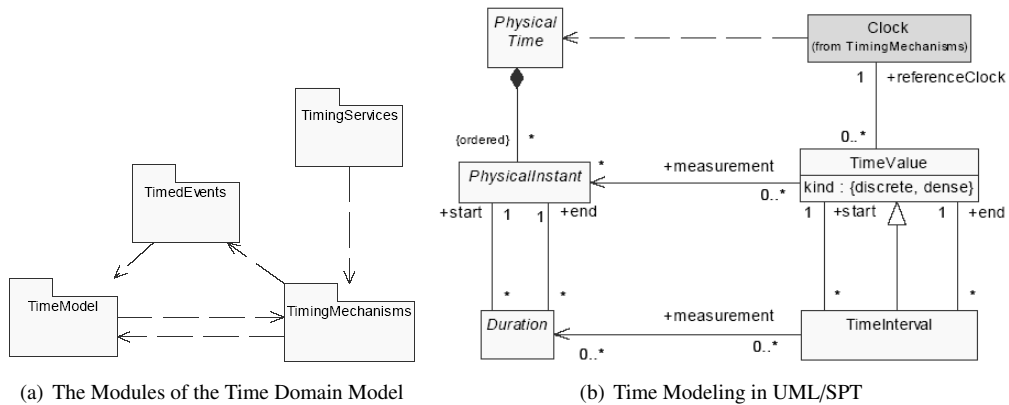 TimingServices
TimedEvents
TimeModel
TimingMechanisms
(a) The Modules of the Time Domain Model
Physical
Time
Clock
(from TimingMechanisms)
1
+referenceClock
{ordered}
*
0..*
PhysicalInstant
*
+measurement
0..*
TimeValue
kind : {discrete, dense}
+start
1
1
+end
1
+start
1
+end
*
*
*
*
Duration
+measurement
0..*
0..*
TimeInterval
(b) Time Modeling in UML/SPT